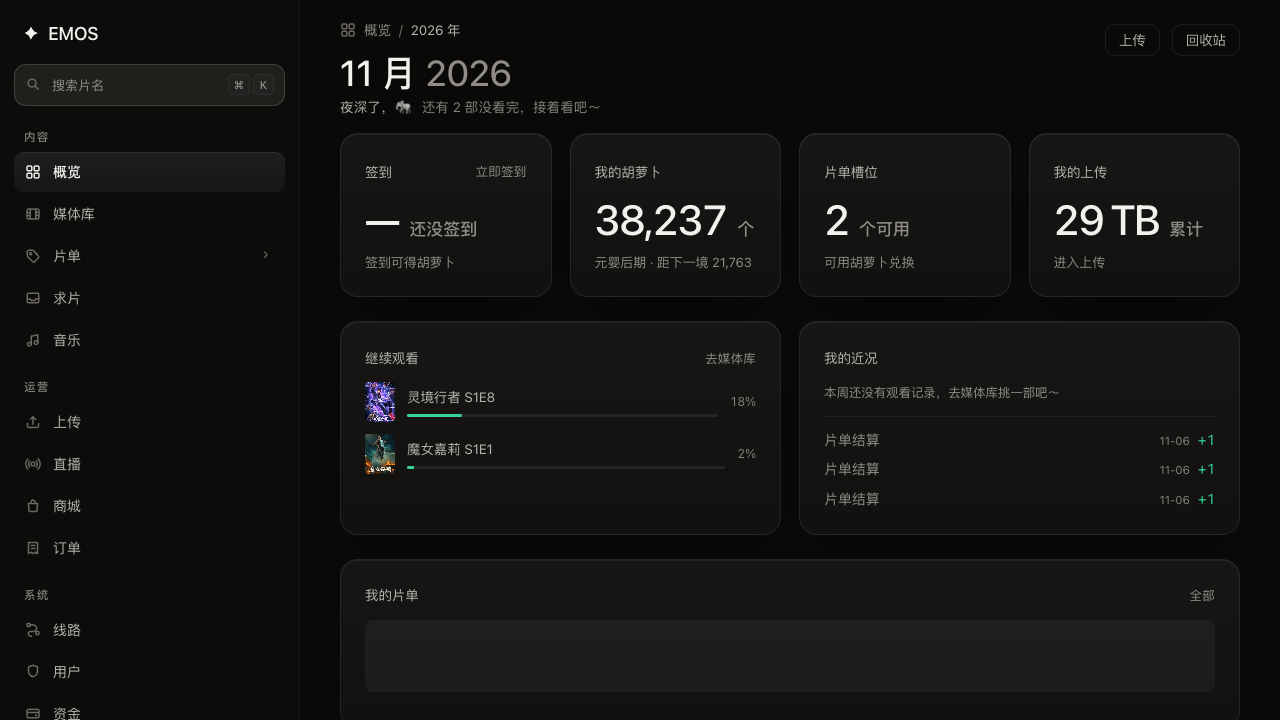 EMOS
搜索片名 ⌘ K
内容
概览
媒体库
片单
求片
音乐
运营
上传
直播
商城
订单
系统
线路
用户
资金
概览 / 2026 年
11 月 2026
夜深了，🐘 还有 2 部没看完，接着看吧～
上传
回收站
签到 立即签到
— 还没签到
签到可得胡萝卜
我的胡萝卜
38,237 个
元婴后期 · 距下一境 21,763
片单槽位
2 个可用
可用胡萝卜兑换
我的上传
29 TB 累计
进入上传
继续观看 去媒体库
灵境行者 S1E8 18%
魔女嘉莉 S1E1 2%
我的近况
本周还没有观看记录，去媒体库挑一部吧～
片单结算 11-06 +1
片单结算 11-06 +1
片单结算 11-06 +1
我的片单 全部